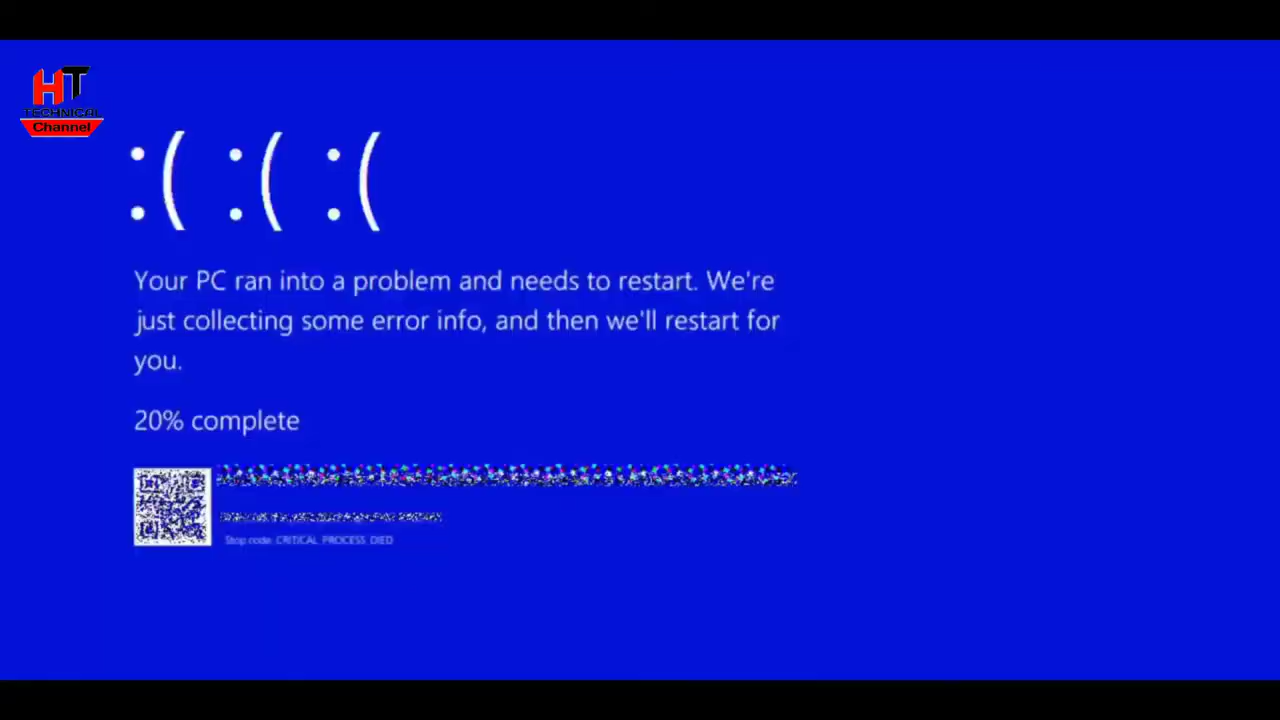 HT
TECHNICAL
Channel
:( :( :(
Your PC ran into a problem and needs to restart. We're
just collecting some error info, and then we'll restart for
you.
20% complete
Stop code: CRITICAL PROCESS DIED